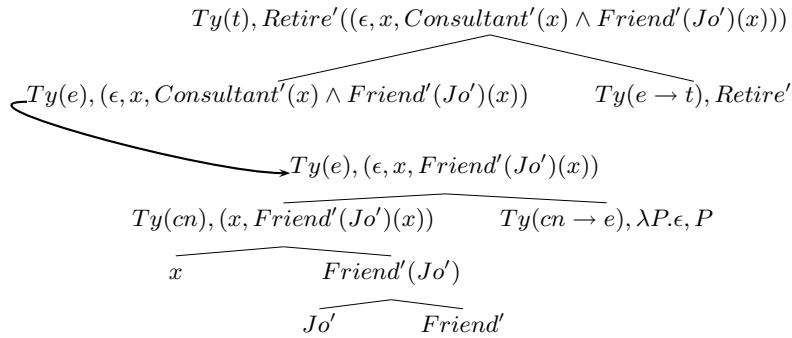 Ty(t), Retire′((ϵ, x, Consultant′(x) ∧ Friend′(Jo′)(x)))
Ty(e), (ϵ, x, Consultant′(x) ∧ Friend′(Jo′)(x)) Ty(e → t), Retire′
Ty(e), (ϵ, x, Friend′(Jo′)(x))
Ty(cn), (x, Friend′(Jo′)(x)) Ty(cn → e), λP.ϵ, P
x Friend′(Jo′)
Jo′ Friend′